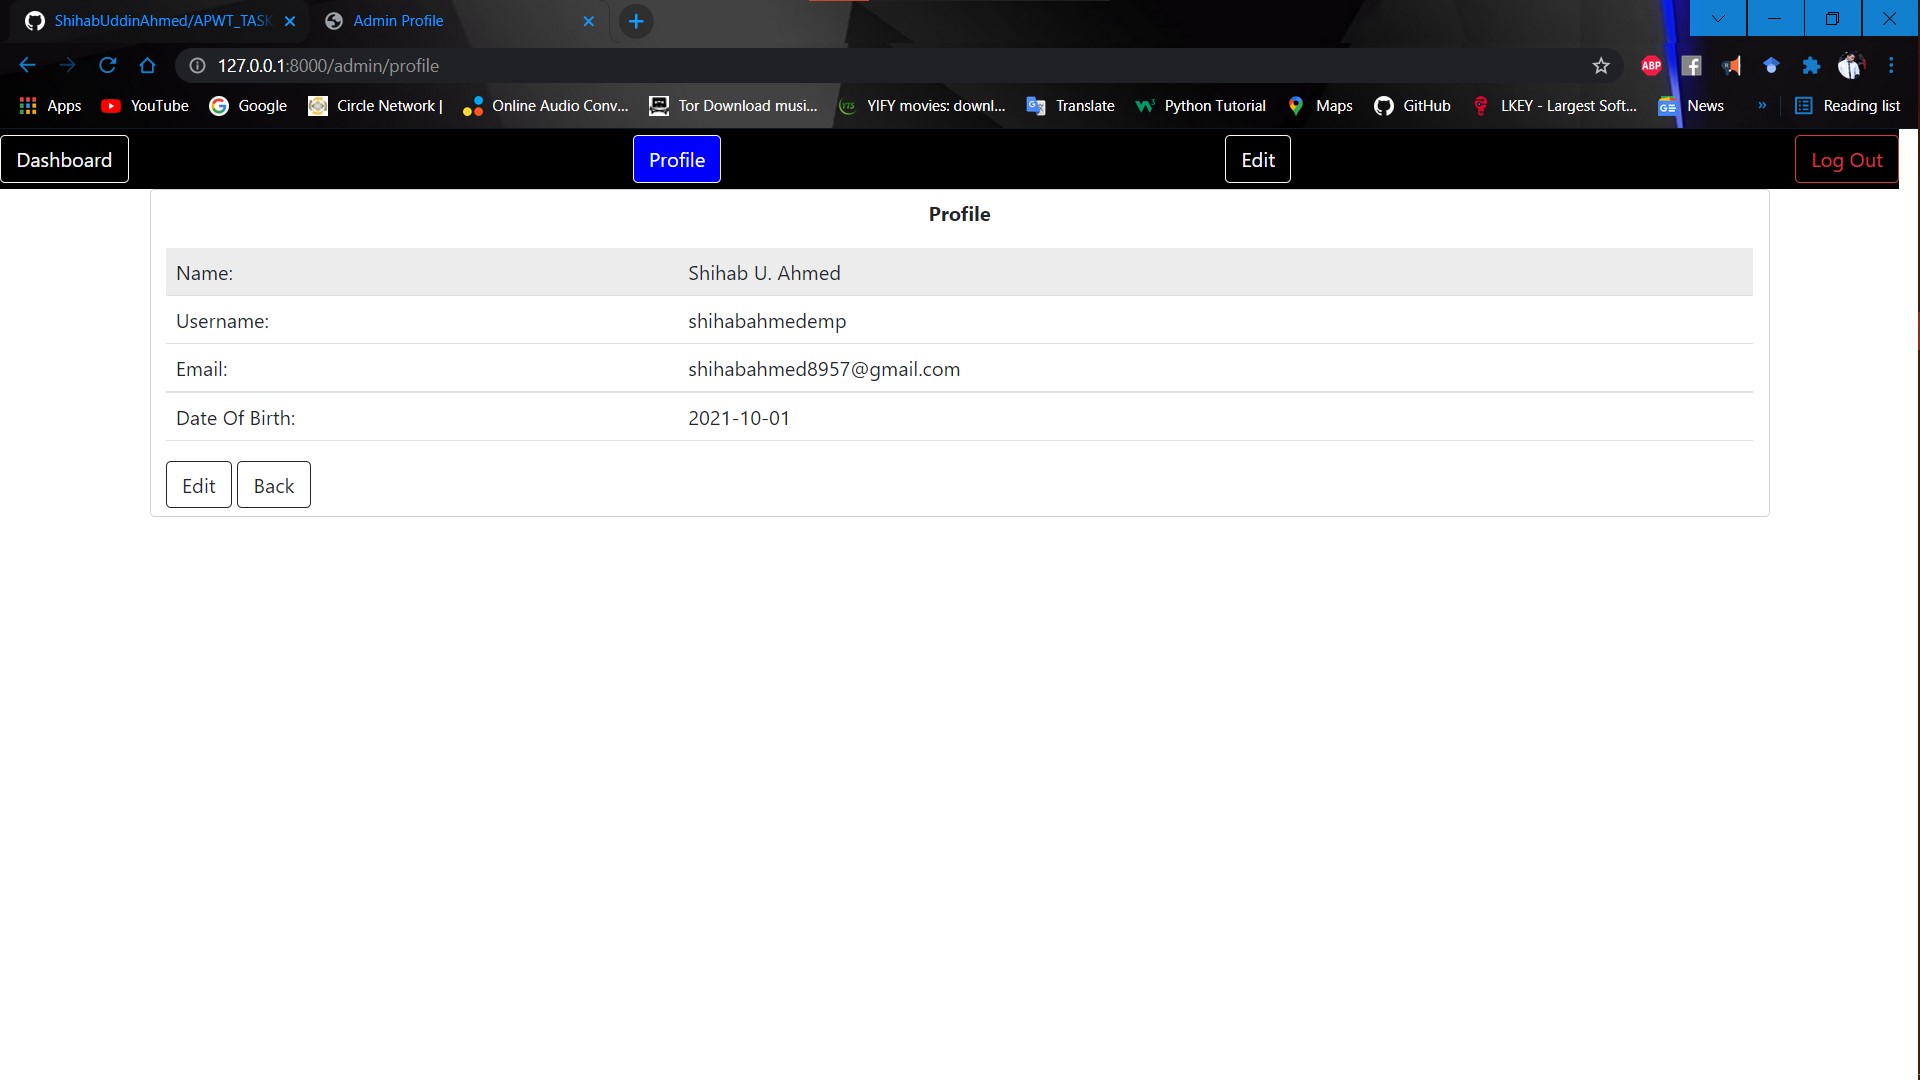 ShihabUddinAhmed/APWT_TASK
Admin Profile
127.0.0.1:8000/admin/profile
ABP
Apps YouTube Google Circle Network | Online Audio Conv... Tor Download musi... YIFY movies: downl... Translate Python Tutorial Maps GitHub LKEY - Largest Soft... News » Reading list
Dashboard Profile Edit Log Out
Profile
Name: Shihab U. Ahmed
Username: shihabahmedemp
Email: shihabahmed8957@gmail.com
Date Of Birth: 2021-10-01
Edit Back